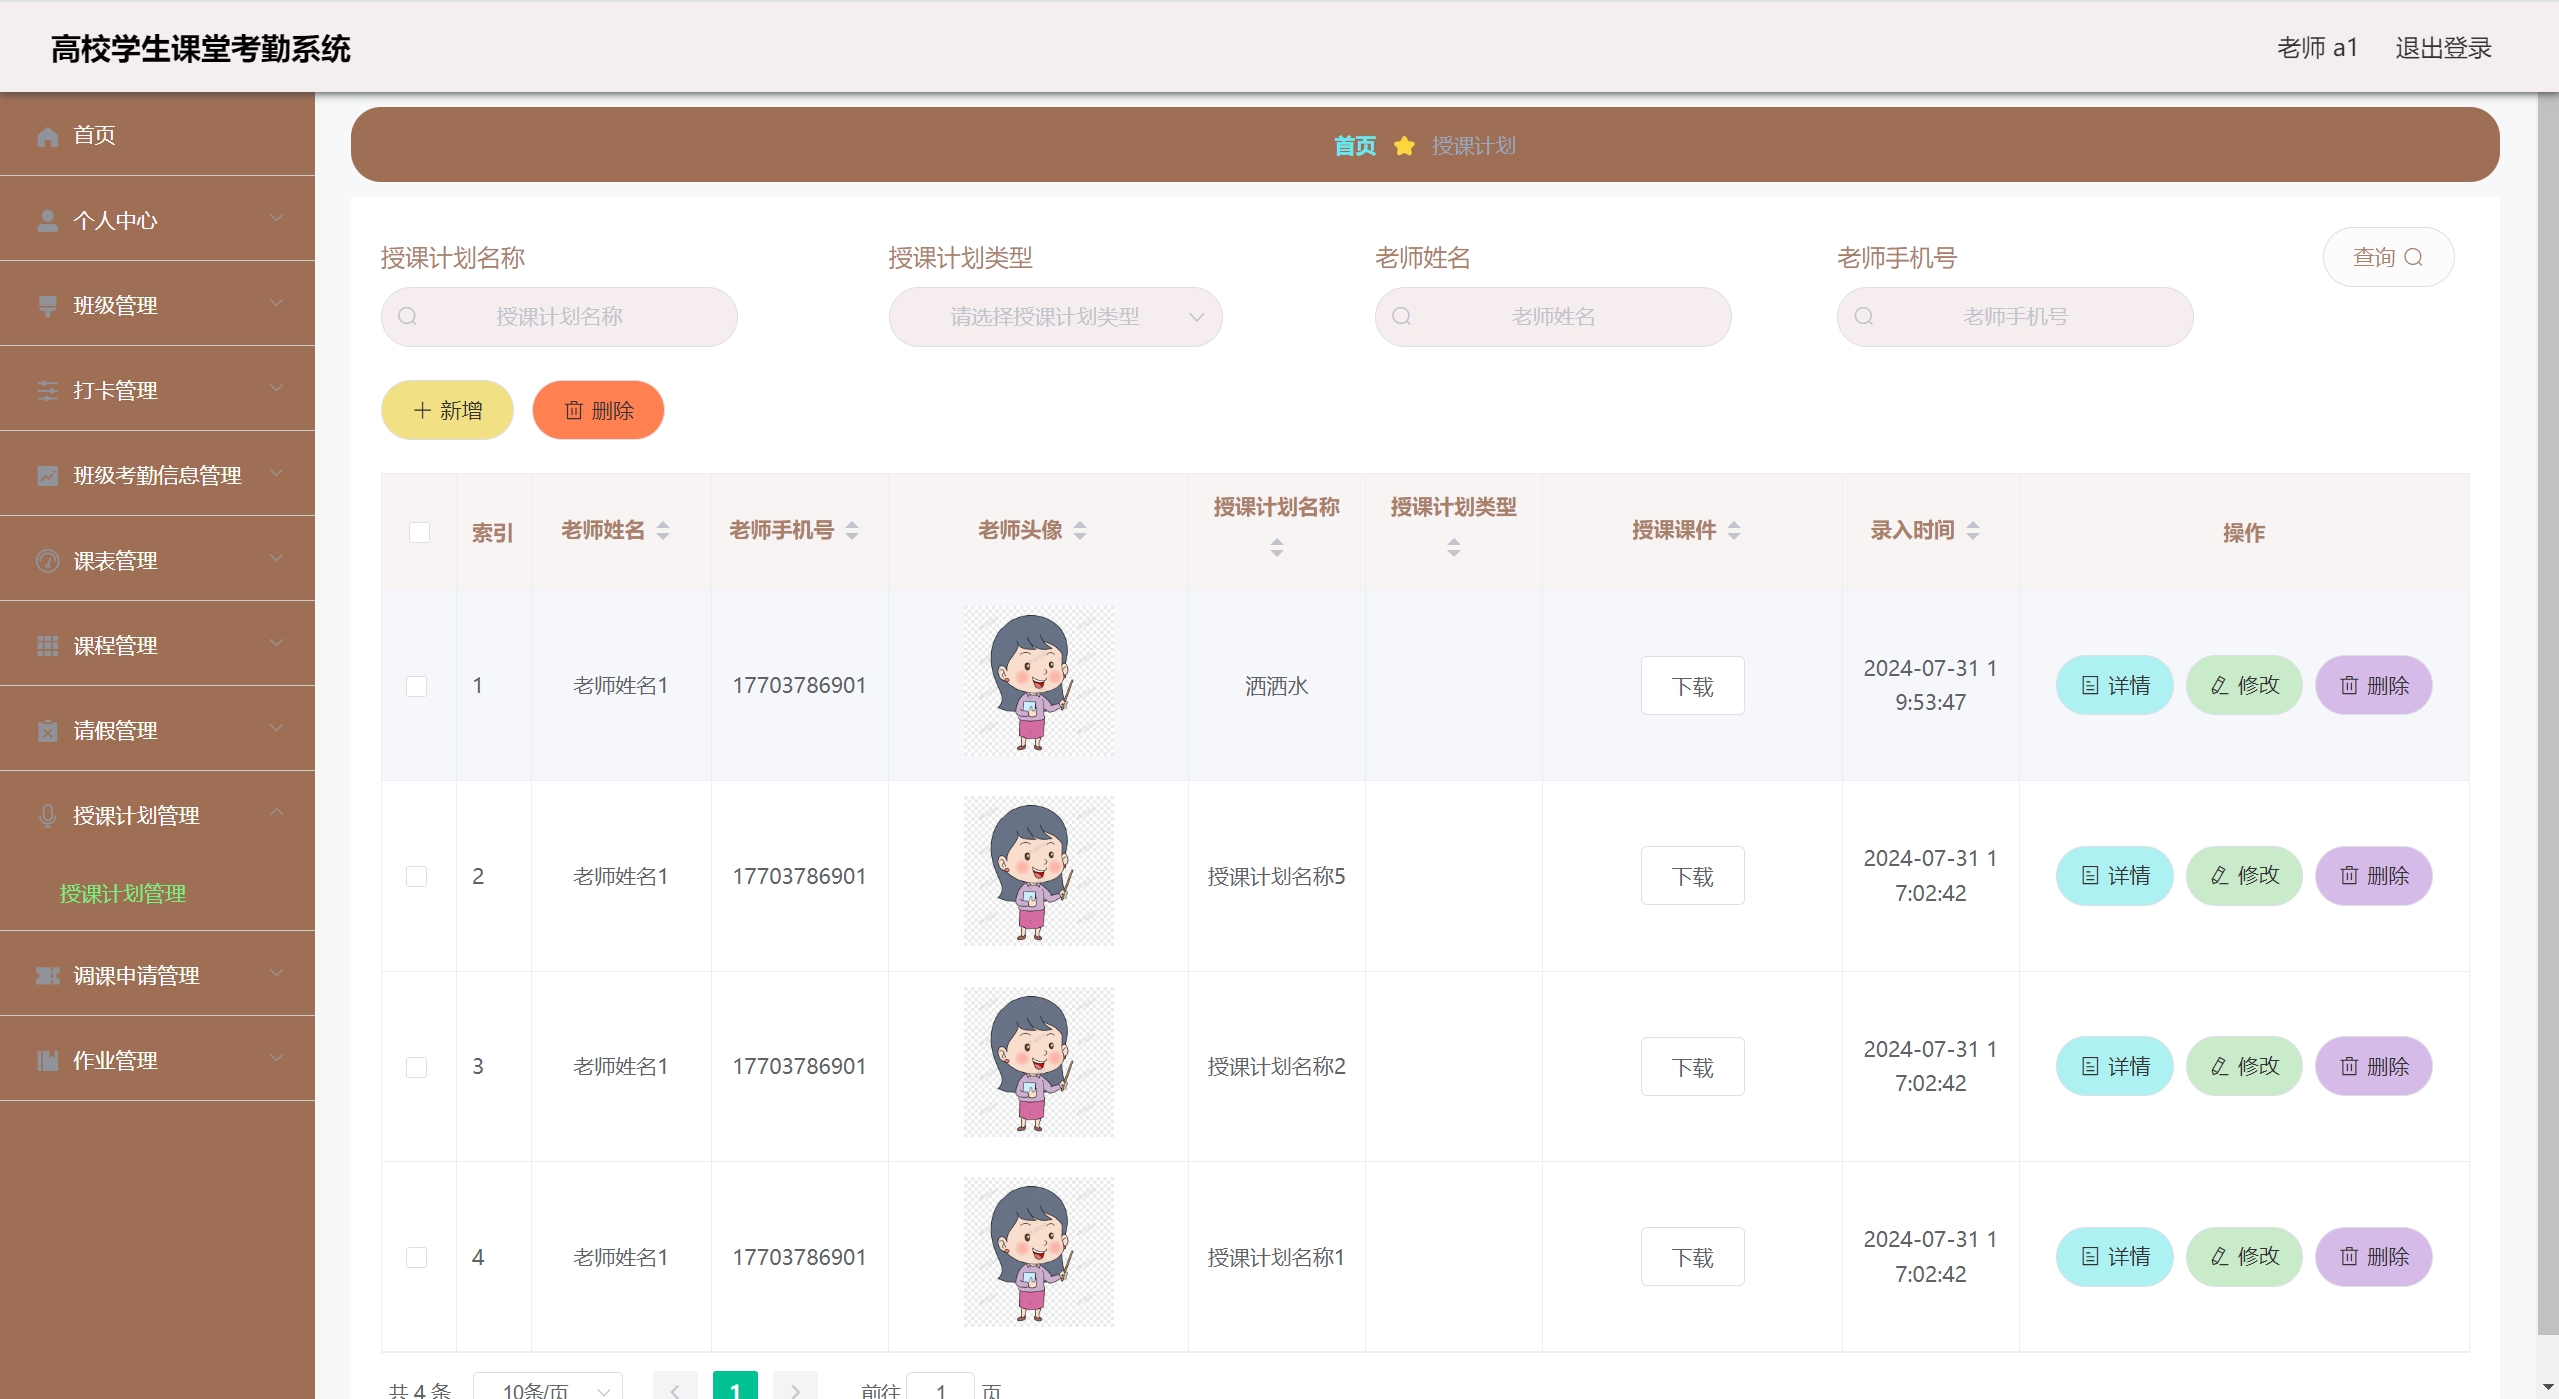 高校学生课堂考勤系统
老师 a1 退出登录
首页
个人中心
班级管理
打卡管理
班级考勤信息管理
课表管理
课程管理
请假管理
授课计划管理
授课计划管理
调课申请管理
作业管理
首页 授课计划
授课计划名称 授课计划类型 老师姓名 老师手机号 查询
授课计划名称 请选择授课计划类型 老师姓名 老师手机号
新增 删除
索引 老师姓名 老师手机号 老师头像 授课计划名称 授课计划类型 授课课件 录入时间 操作
1 老师姓名1 17703786901 洒洒水 下载 2024-07-31 1 详情 修改 删除
9:53:47
2 老师姓名1 17703786901 授课计划名称5 下载 2024-07-31 1 详情 修改 删除
7:02:42
3 老师姓名1 17703786901 授课计划名称2 下载 2024-07-31 1 详情 修改 删除
7:02:42
4 老师姓名1 17703786901 授课计划名称1 下载 2024-07-31 1 详情 修改 删除
7:02:42
共 4 条 10条/页 1 前往 1 页